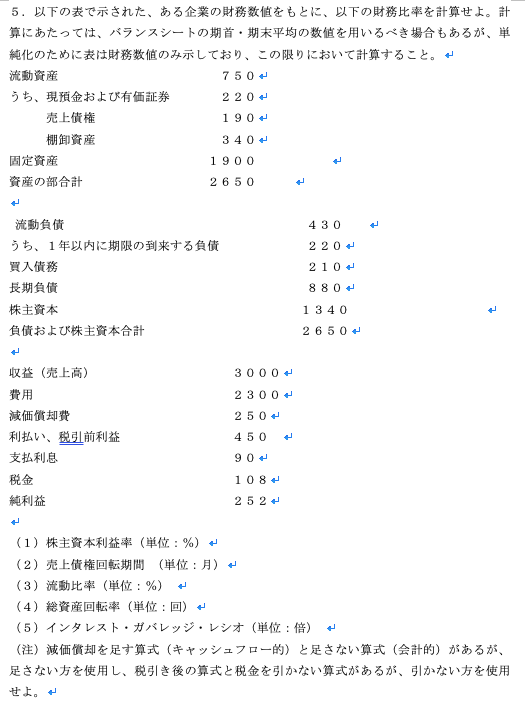 ５．以下の表で示された、ある企業の財務数値をもとに、以下の財務比率を計算せよ。計
算にあたっては、バランスシートの期首・期末平均の数値を用いるべき場合もあるが、単
純化のために表は財務数値のみ示しており、この限りにおいて計算すること。
流動資産 ７５０
うち、現預金および有価証券 ２２０
売上債権 １９０
棚卸資産 ３４０
固定資産 １９００
資産の部合計 ２６５０
流動負債 ４３０
うち、１年以内に期限の到来する負債 ２２０
買入債務 ２１０
長期負債 ８８０
株主資本 １３４０
負債および株主資本合計 ２６５０
収益（売上高） ３０００
費用 ２３００
減価償却費 ２５０
利払い、税引前利益 ４５０
支払利息 ９０
税金 １０８
純利益 ２５２
（１）株主資本利益率（単位：％）
（２）売上債権回転期間 （単位：月）
（３）流動比率（単位：％）
（４）総資産回転率（単位：回）
（５）インタレスト・ガバレッジ・レシオ（単位：倍）
（注）減価償却を足す算式（キャッシュフロー的）と足さない算式（会計的）があるが、
足さない方を使用し、税引き後の算式と税金を引かない算式があるが、引かない方を使用
せよ。